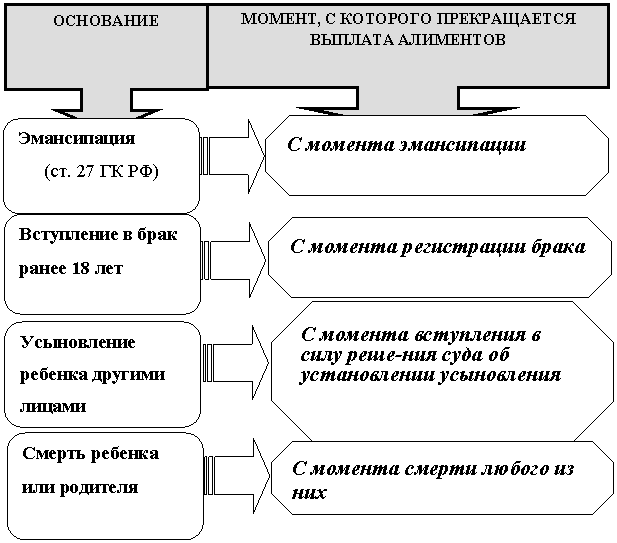 ОСНОВАНИЕ
МОМЕНТ, С КОТОРОГО ПРЕКРАЩАЕТСЯ
ВЫПЛАТА АЛИМЕНТОВ
Эмансипация
(ст. 27 ГК РФ)
С момента эмансипации
Вступление в брак
ранее 18 лет
С момента регистрации брака
Усыновление
ребенка другими
лицами
С момента вступления в
силу реше-ния суда об
установлении усыновления
Смерть ребенка
или родителя
С момента смерти любого из
них